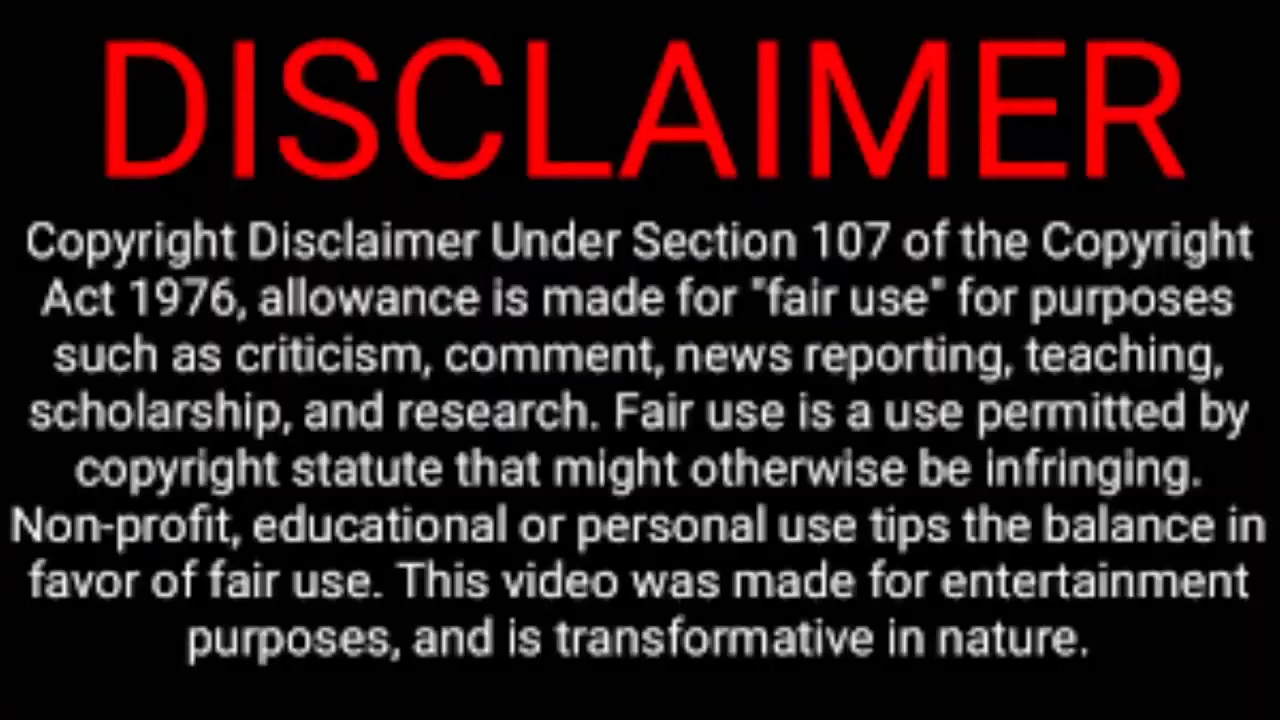 DISCLAIMER
Copyright Disclaimer Under Section 107 of the Copyright
Act 1976, allowance is made for "fair use" for purposes
such as criticism, comment, news reporting, teaching,
scholarship, and research. Fair use is a use permitted by
copyright statute that might otherwise be infringing.
Non-profit, educational or personal use tips the balance in
favor of fair use. This video was made for entertainment
purposes, and is transformative in nature.